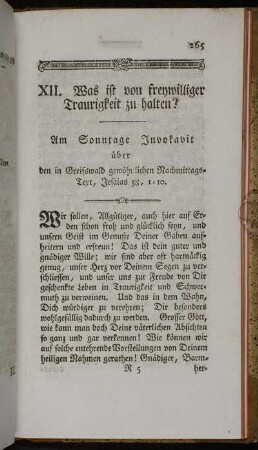 265
XII. Was ist von freywilliger
Traurigkeit zu halten?
Am Sonntage Invokavit
über
den in Greifswald gewöhnlichen Nachmittags-
Text, Jesaias 58, 1-10.
Wir sollen, Allgütiger, auch hier auf Er-
den schon froh und glücklich seyn, und
unsern Geist im Genusse Deiner Gaben auf-
heitern und erfreun! Das ist dein guter und
gnädiger Wille; wir sind aber oft hartmäckig
genug, unser Herz vor Deinem Segen zu ver-
schliessen, und unser uns zur Freude von Dir
geschenkte Leben in Traurigkeit und Schwer-
muth zu verweinen. Und das in dem Wahn,
Dich würdiger zu verehren; Dir besonders
wohlgefällig dadurch zu werden. Grosser Gott,
wie kann man doch Deine väterlichen Absichten
so ganz und gar verkennen! Wie können wir
auf solche entehrende Vorstellungen von Deinem
heiligen Nahmen gerathen! Gnädiger, Barm-
R 5
her-